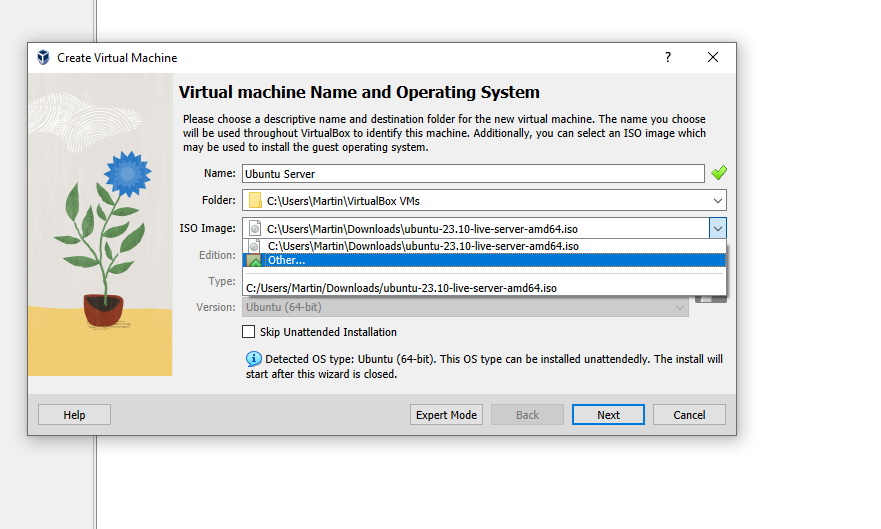 Create Virtual Machine
?
Virtual machine Name and Operating System
Please choose a descriptive name and destination folder for the new virtual machine. The name you choose
will be used throughout VirtualBox to identify this machine. Additionally, you can select an ISO image which
may be used to install the guest operating system.
Name: Ubuntu Server
Folder: C:\Users\Martin\VirtualBox VMs
ISO Image: C:\Users\Martin\Downloads\ubuntu-23.10-live-server-amd64.iso
C:\Users\Martin\Downloads\ubuntu-23.10-live-server-amd64.iso
Edition: Other...
Type: C:/Users/Martin/Downloads/ubuntu-23.10-live-server-amd64.iso
Version: Ubuntu (64-bit)
Skip Unattended Installation
Detected OS type: Ubuntu (64-bit). This OS type can be installed unattendedly. The install will
start after this wizard is closed.
Help Expert Mode Back Next Cancel